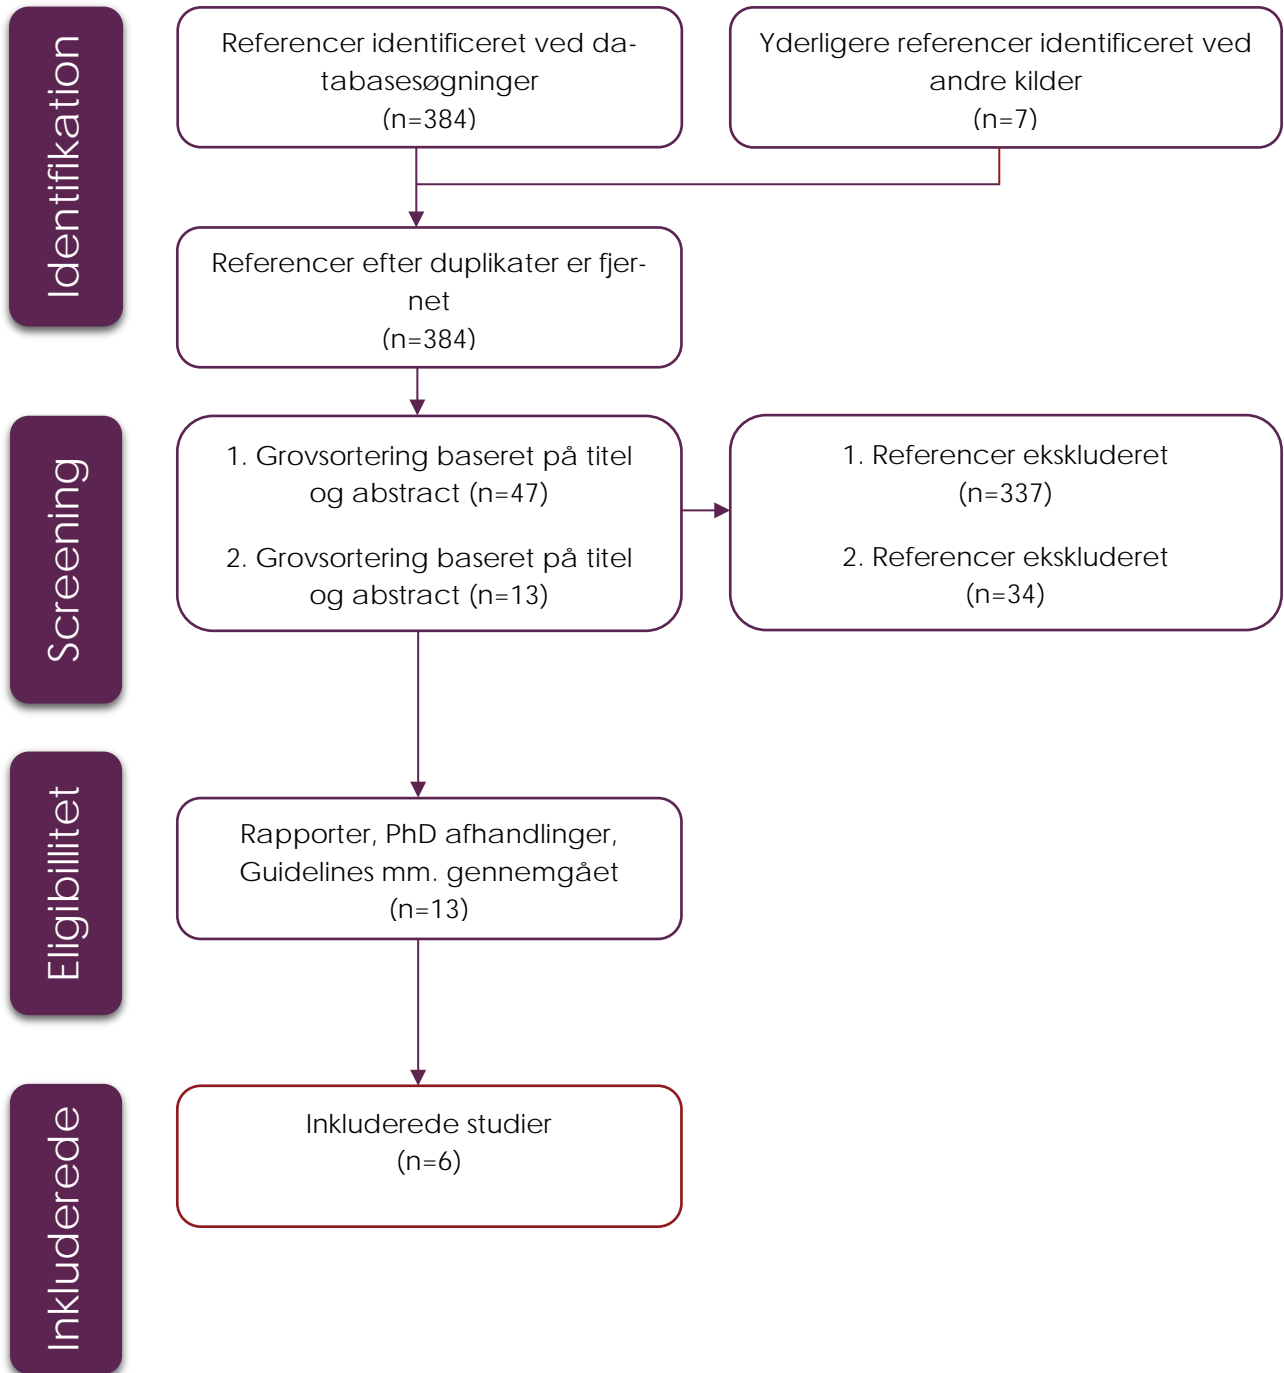 Identifikation
Referencer identificeret ved da-
tabasesøgninger
(n=384)
Yderligere referencer identificeret ved
andre kilder
(n=7)
Referencer efter duplikater er fjer-
net
(n=384)
Screening
1. Grovsortering baseret på titel
og abstract (n=47)
2. Grovsortering baseret på titel
og abstract (n=13)
1. Referencer ekskluderet
(n=337)
2. Referencer ekskluderet
(n=34)
Eligibillitet
Rapporter, PhD afhandlinger,
Guidelines mm. gennemgået
(n=13)
Inkluderede
Inkluderede studier
(n=6)